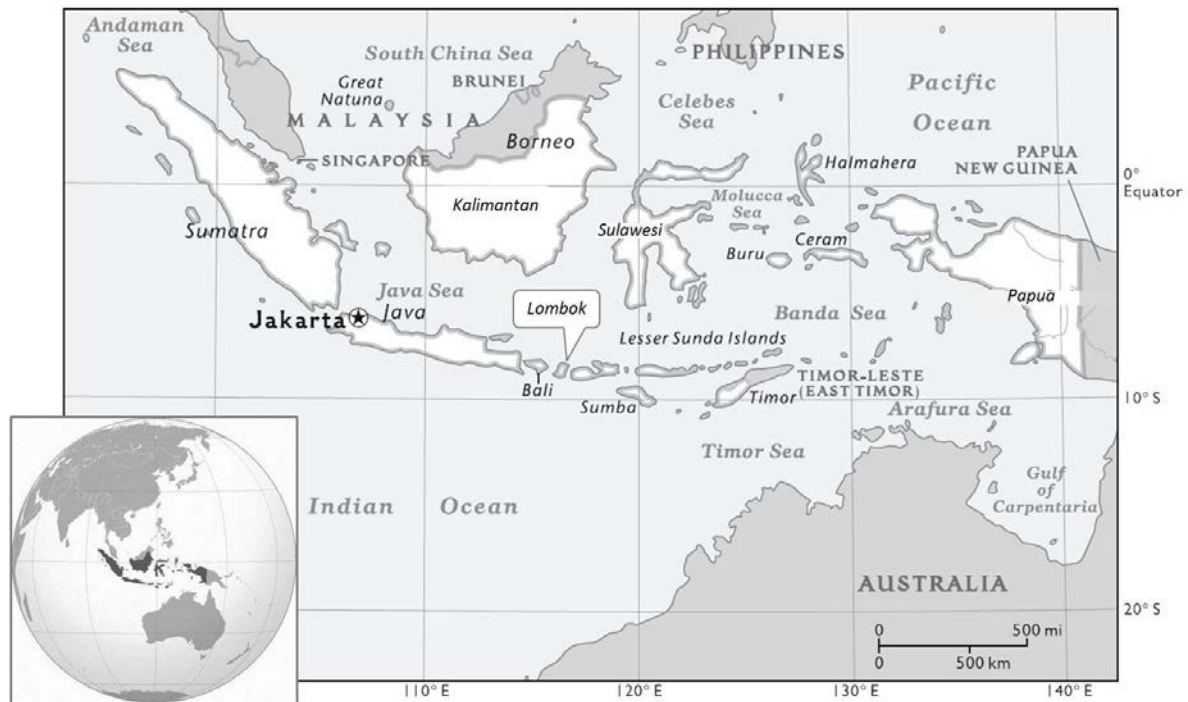 Andaman
Sea
South China Sea
BRUNEI
Great
Natuna
MALAYSIA
SINGAPORE
Borneo
PHILIPPINES
Celebes
Sea
Pacific
Ocean
Halmahera
PAPUA
NEW GUINEA
0°
Equator
Sumatra
Kalimantan
Sulawesi
Molucca
Sea
Buru
Ceram
Papua
Java Sea
Java
Jakarta
Lombok
Banda Sea
Lesser Sunda Islands
Bali
Sumba
Timor
TIMOR-LESTE
(EAST TIMOR)
10° S
Arafura Sea
Timor Sea
Gulf
of
Carpentaria
Indian Ocean
AUSTRALIA
20° S
0 500 mi
0 500 km
110° E
120° E
130° E
140° E